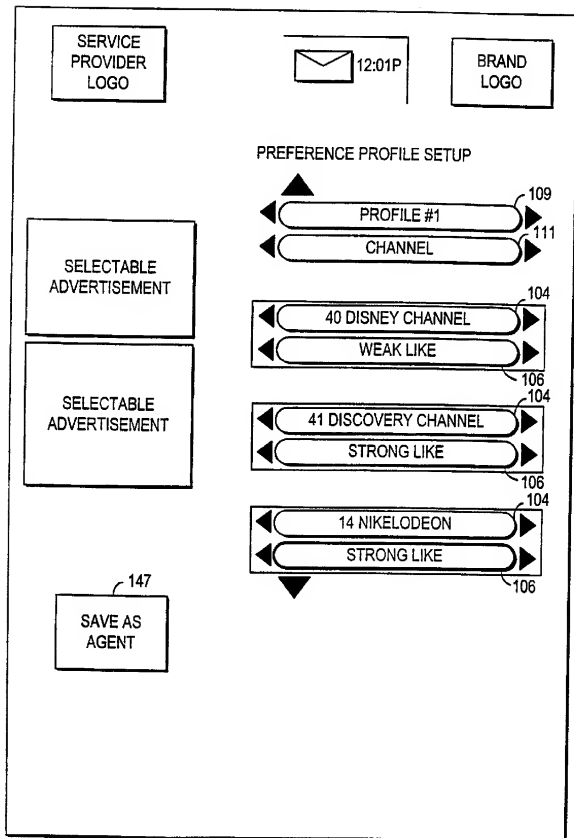 SERVICE
PROVIDER
LOGO
12:01P
BRAND
LOGO
PREFERENCE PROFILE SETUP
109
PROFILE #1
111
CHANNEL
SELECTABLE
ADVERTISEMENT
104
40 DISNEY CHANNEL
WEAK LIKE
106
SELECTABLE
ADVERTISEMENT
104
41 DISCOVERY CHANNEL
STRONG LIKE
106
104
14 NIKELODEON
STRONG LIKE
106
147
SAVE AS
AGENT